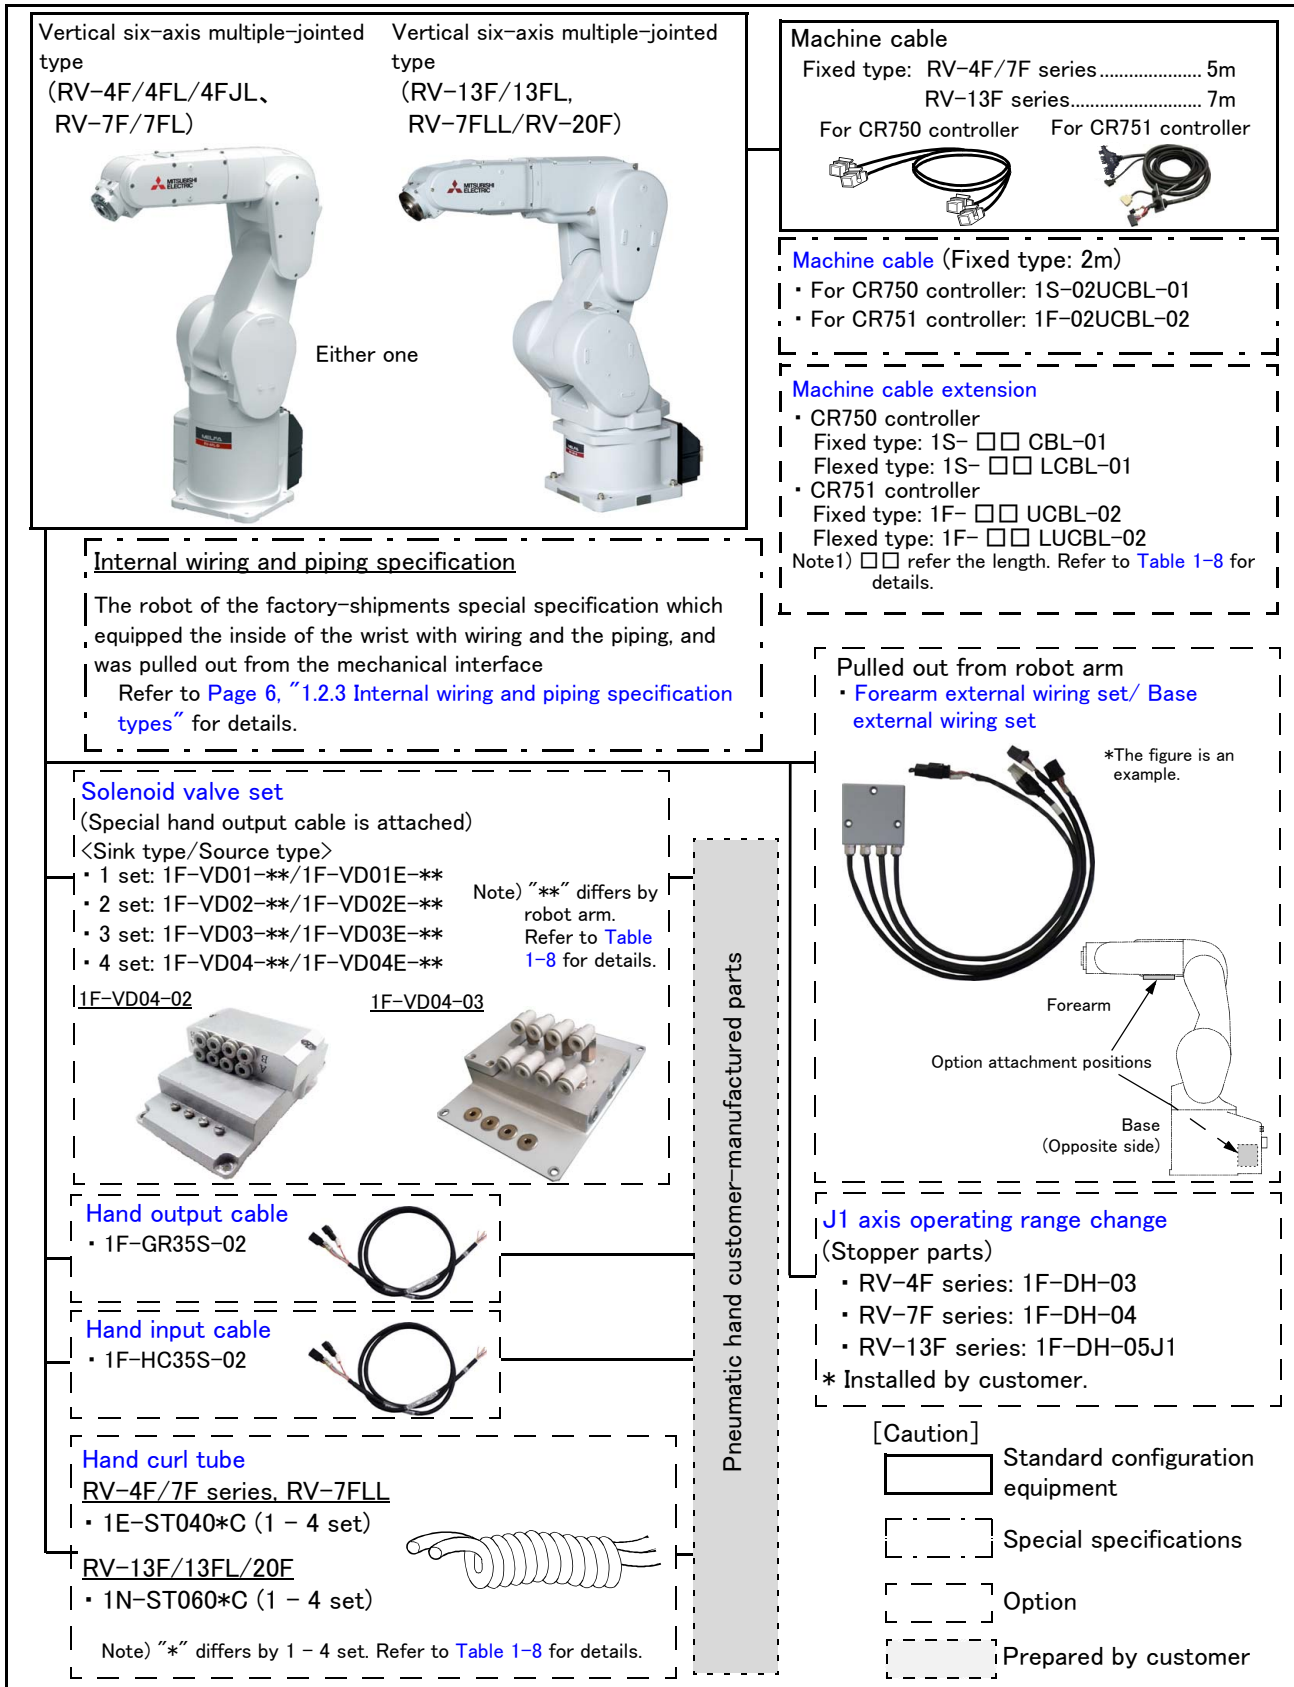 Vertical six-axis multiple-jointed
type
(RV-4F/4FL/4FJL、
RV-7F/7FL)
Vertical six-axis multiple-jointed
type
(RV-13F/13FL,
RV-7FLL/RV-20F)
MITSUBISHI
ELECTRIC
MITSUBISHI
ELECTRIC
Either one
MELFA
Machine cable
Fixed type: RV-4F/7F series..................... 5m
RV-13F series........................... 7m
For CR750 controller
For CR751 controller
Machine cable (Fixed type: 2m)
・For CR750 controller: 1S-02UCBL-01
・For CR751 controller: 1F-02UCBL-02
Machine cable extension
・CR750 controller
Fixed type: 1S- □□ CBL-01
Flexed type: 1S- □□ LCBL-01
・CR751 controller
Fixed type: 1F- □□ UCBL-02
Flexed type: 1F- □□ LUCBL-02
Note1) □□ refer the length. Refer to Table 1-8 for
details.
Internal wiring and piping specification
The robot of the factory-shipments special specification which
equipped the inside of the wrist with wiring and the piping, and
was pulled out from the mechanical interface
Refer to Page 6, "1.2.3 Internal wiring and piping specification
types" for details.
Pulled out from robot arm
・Forearm external wiring set/ Base
external wiring set
*The figure is an
example.
Forearm
Option attachment positions
Base
(Opposite side)
Solenoid valve set
(Special hand output cable is attached)
<Sink type/Source type>
・1 set: 1F-VD01-**/1F-VD01E-**
・2 set: 1F-VD02-**/1F-VD02E-**
・3 set: 1F-VD03-**/1F-VD03E-**
・4 set: 1F-VD04-**/1F-VD04E-**
Note) "**" differs by
robot arm.
Refer to Table
1-8 for details.
1F-VD04-02
1F-VD04-03
A
B
Pneumatic hand customer-manufactured parts
Hand output cable
・1F-GR35S-02
Hand input cable
・1F-HC35S-02
Hand curl tube
RV-4F/7F series, RV-7FLL
・1E-ST040*C (1 - 4 set)
RV-13F/13FL/20F
・1N-ST060*C (1 - 4 set)
Note) "*" differs by 1 - 4 set. Refer to Table 1-8 for details.
J1 axis operating range change
(Stopper parts)
・RV-4F series: 1F-DH-03
・RV-7F series: 1F-DH-04
・RV-13F series: 1F-DH-05J1
* Installed by customer.
[Caution]
Standard configuration
equipment
Special specifications
Option
Prepared by customer